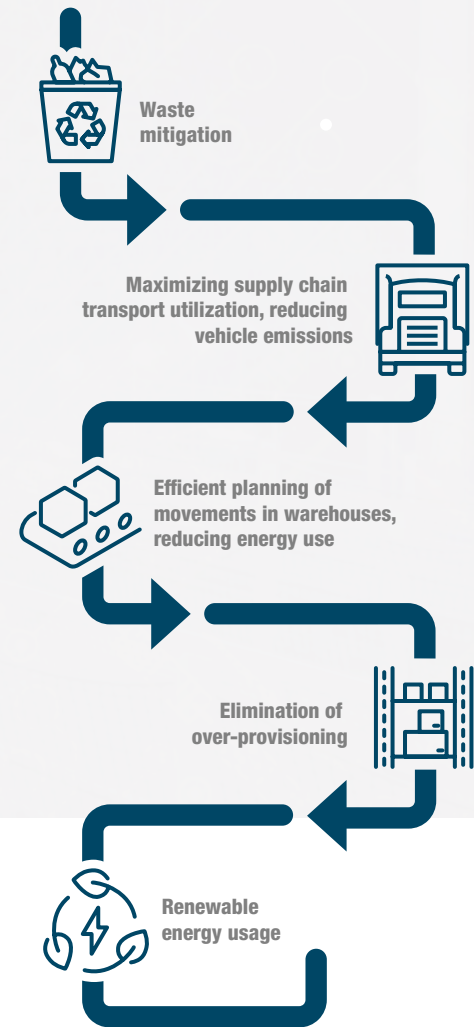 Waste
mitigation
Maximizing supply chain
transport utilization, reducing
vehicle emissions
Efficient planning of
movements in warehouses,
reducing energy use
Elimination of
over-provisioning
Renewable
energy usage